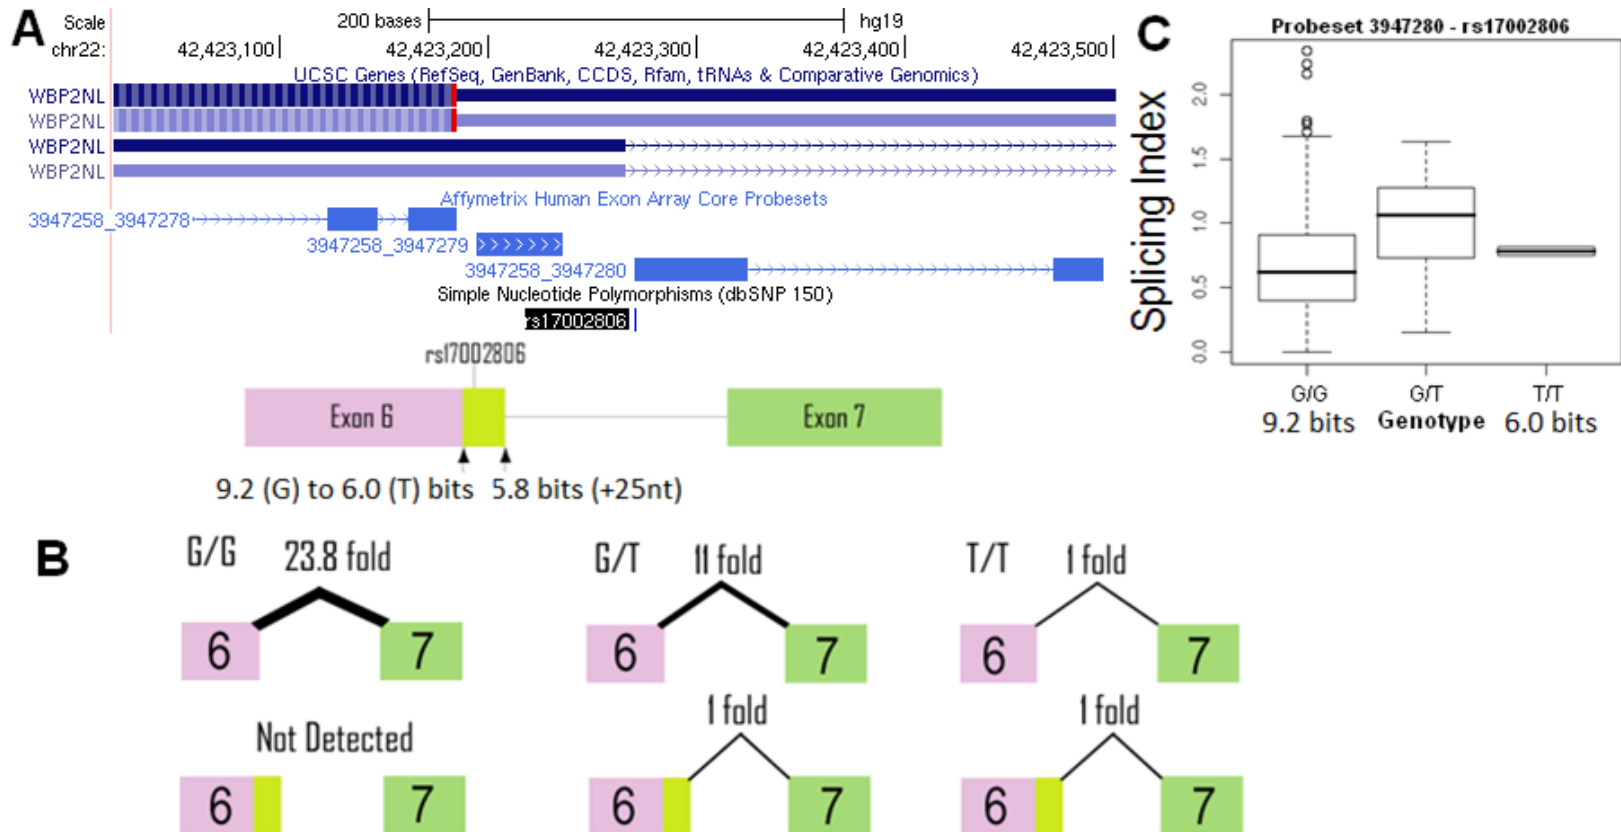 A
Scale 200 bases hg19
chr22: 42,423,100 42,423,200 42,423,300 42,423,400 42,423,500
UCSC Genes (RefSeq, GenBank, CCDS, Rfam, tRNAs & Comparative Genomics)
WBP2NL
WBP2NL
WBP2NL
WBP2NL
Affymetrix Human Exon Array Core Probesets
3947258_3947278
3947258_3947279
3947258_3947280
Simple Nucleotide Polymorphisms (dbSNP 150)
rs17002806
rs17002806
Exon 6 Exon 7
9.2 (G) to 6.0 (T) bits 5.8 bits (+25nt)
C
Probeset 3947280 - rs17002806
Splicing Index
2.0
1.5
1.0
0.5
0.0
G/G G/T T/T
9.2 bits Genotype 6.0 bits
B
G/G 23.8 fold G/T 11 fold T/T 1 fold
6 7 6 7 6 7
Not Detected 1 fold 1 fold
6 7 6 7 6 7